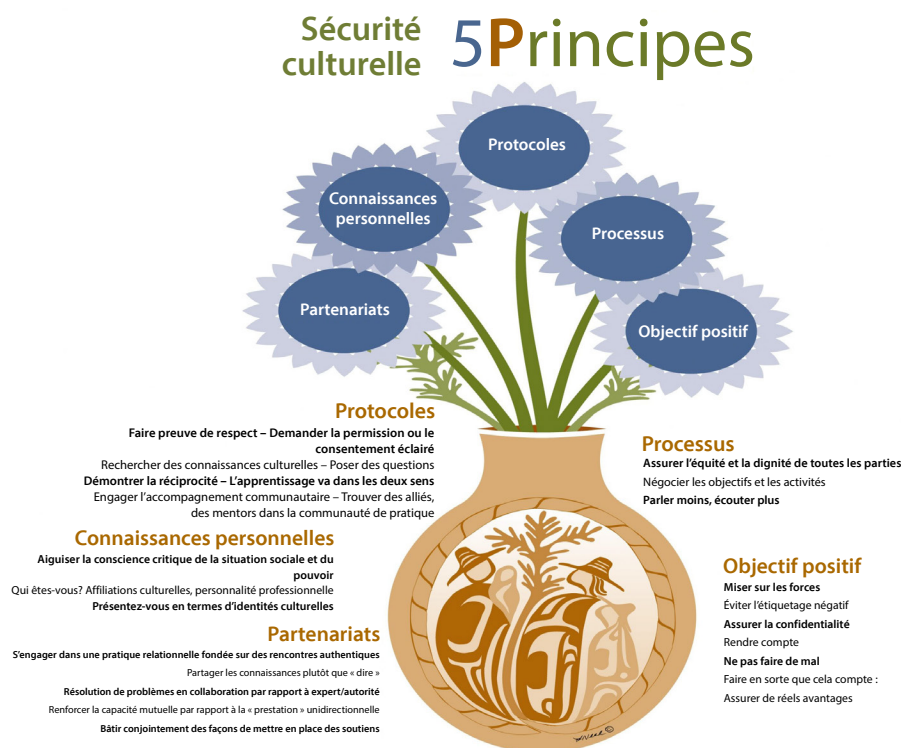 Sécurité
culturelle
5Principes
Protocoles
Connaissances
personnelles
Processus
Partenariats
Objectif positif
Protocoles
Faire preuve de respect – Demander la permission ou le
consentement éclairé
Rechercher des connaissances culturelles – Poser des questions
Démontrer la réciprocité – L’apprentissage va dans les deux sens
Engager l’accompagnement communautaire – Trouver des alliés,
des mentors dans la communauté de pratique
Connaissances personnelles
Aiguiser la conscience critique de la situation sociale et du
pouvoir
Qui êtes-vous? Affiliations culturelles, personnalité professionnelle
Présentez-vous en termes d’identités culturelles
Partenariats
S’engager dans une pratique relationnelle fondée sur des rencontres authentiques
Partager les connaissances plutôt que « dire »
Résolution de problèmes en collaboration par rapport à expert/autorité
Renforcer la capacité mutuelle par rapport à la « prestation » unidirectionnelle
Bâtir conjointement des façons de mettre en place des soutiens
Processus
Assurer l’équité et la dignité de toutes les parties
Négocier les objectifs et les activités
Parler moins, écouter plus
Objectif positif
Miser sur les forces
Éviter l’étiquetage négatif
Assurer la confidentialité
Rendre compte
Ne pas faire de mal
Faire en sorte que cela compte :
Assurer de réels avantages